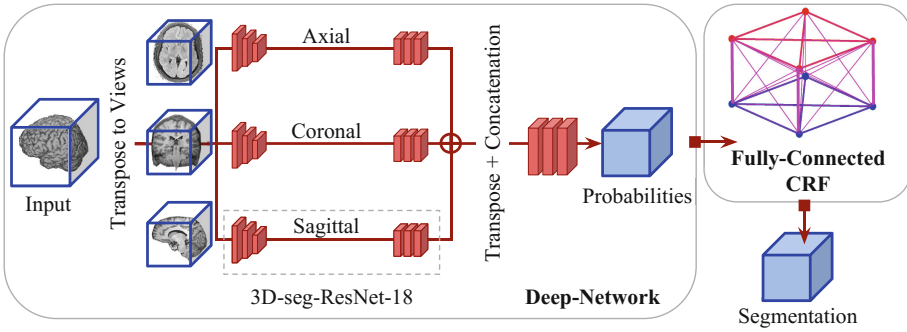 Input
Transpose to Views
Axial
Coronal
Sagittal
3D-seg-ResNet-18
Transpose + Concatenation
Probabilities
Deep-Network
Fully-Connected
CRF
Segmentation